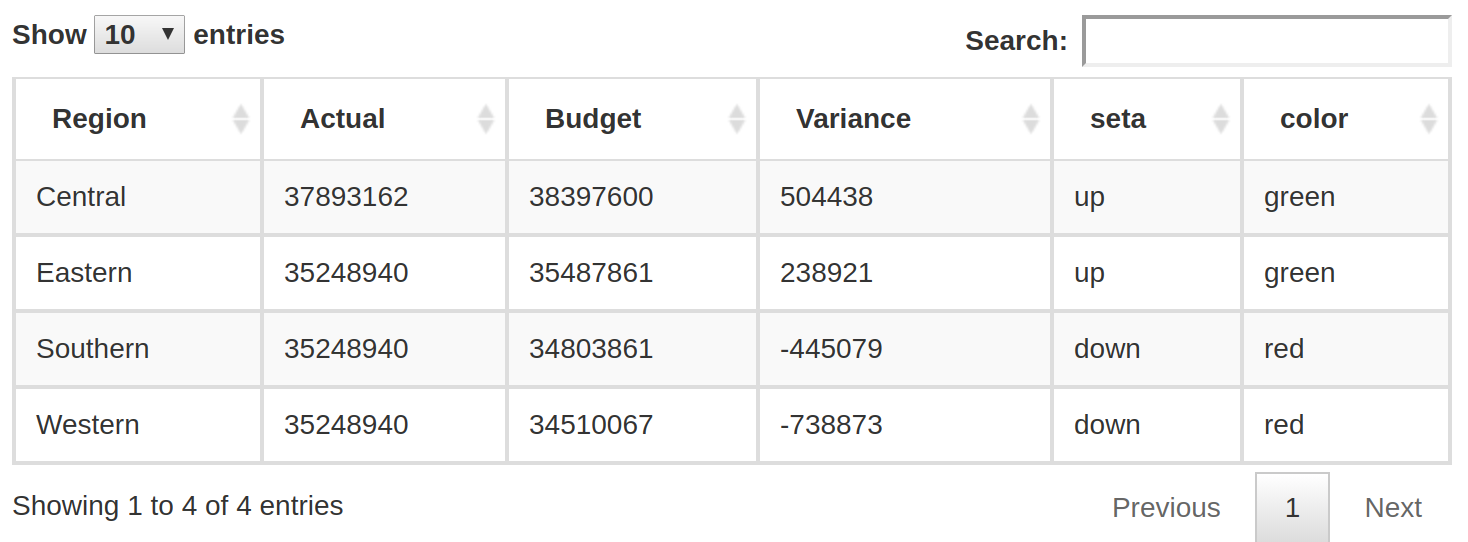 Show 10 entries Search:
Region Actual Budget Variance seta color
Central 37893162 38397600 504438 up green
Eastern 35248940 35487861 238921 up green
Southern 35248940 34803861 -445079 down red
Western 35248940 34510067 -738873 down red
Showing 1 to 4 of 4 entries Previous 1 Next